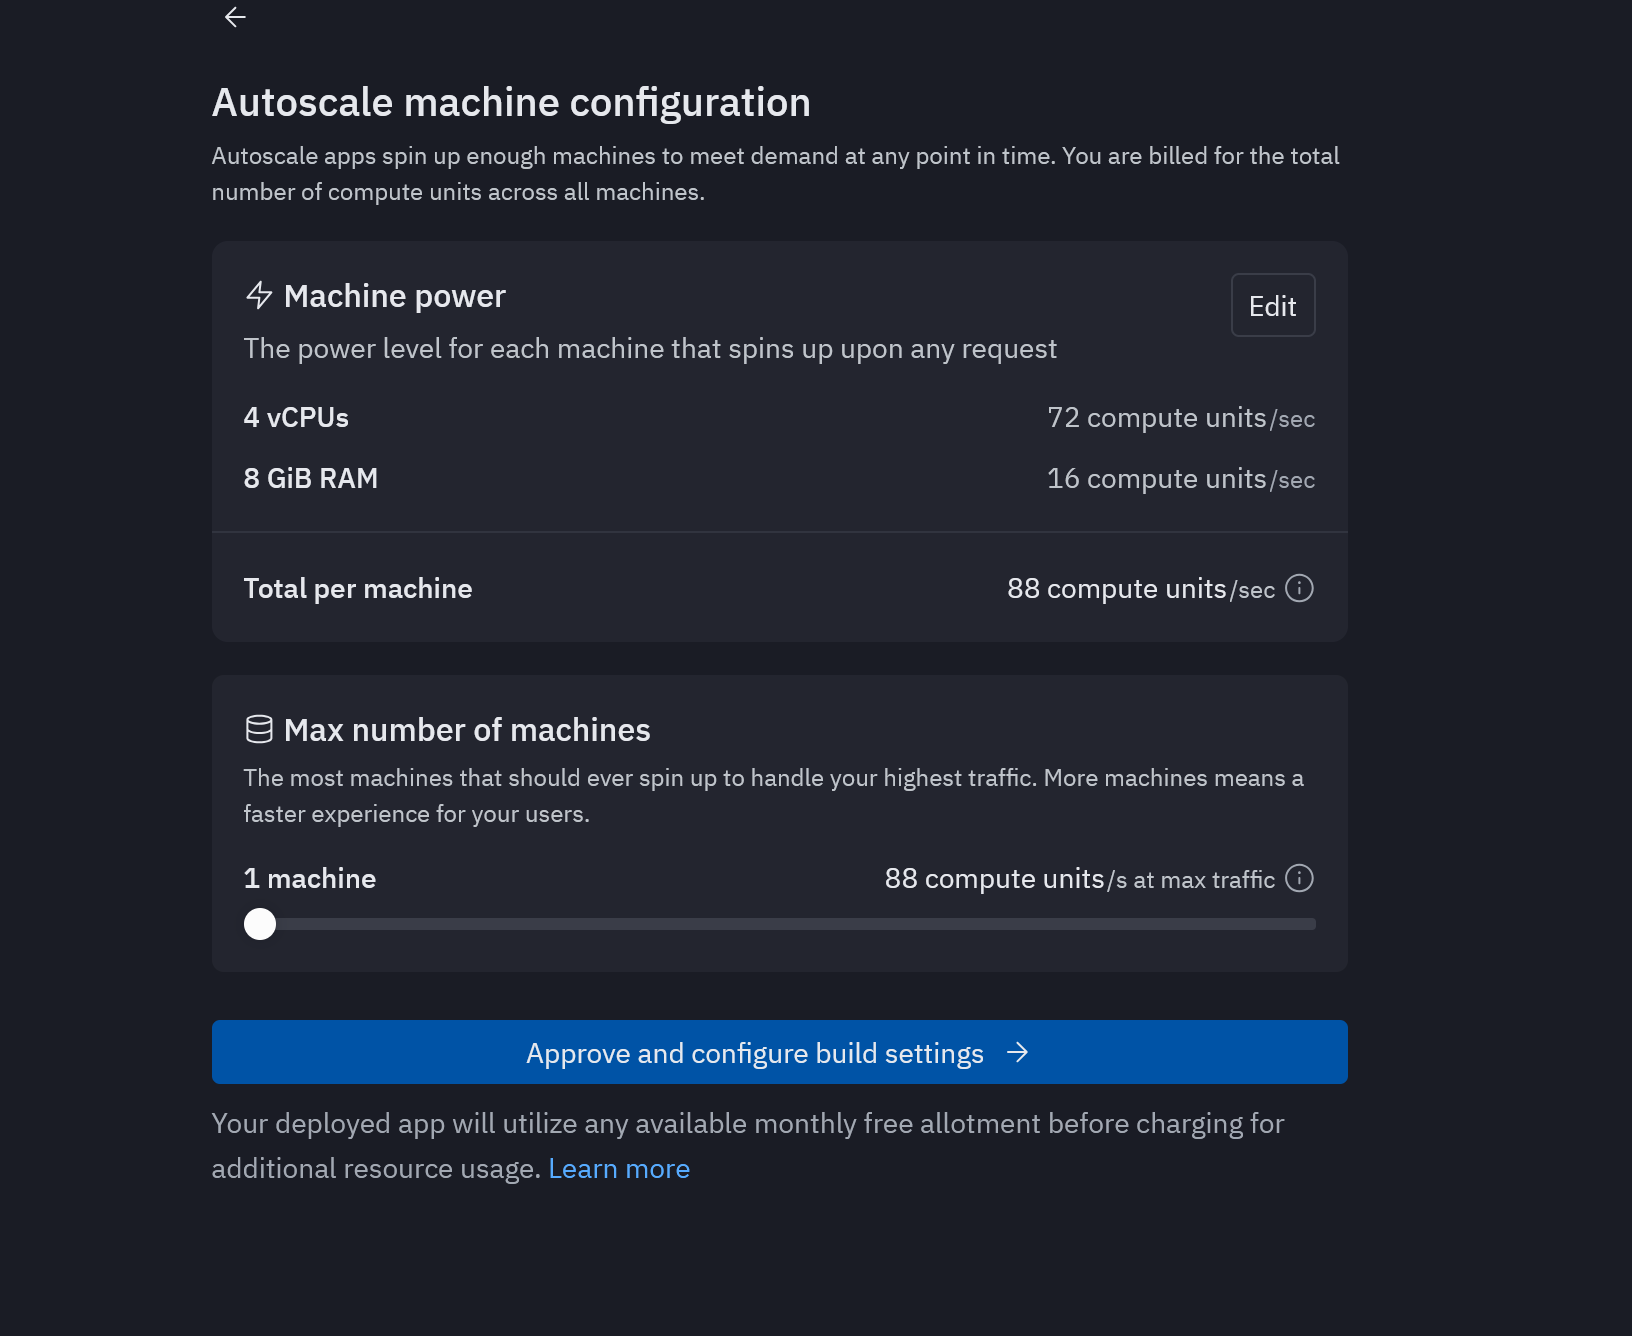 Autoscale machine configuration
Autoscale apps spin up enough machines to meet demand at any point in time. You are billed for the total
number of compute units across all machines.
Machine power
Edit
The power level for each machine that spins up upon any request
4 vCPUs 72 compute units/sec
8 GiB RAM 16 compute units/sec
Total per machine 88 compute units/sec
Max number of machines
The most machines that should ever spin up to handle your highest traffic. More machines means a
faster experience for your users.
1 machine 88 compute units/s at max traffic
Approve and configure build settings
Your deployed app will utilize any available monthly free allotment before charging for
additional resource usage. Learn more